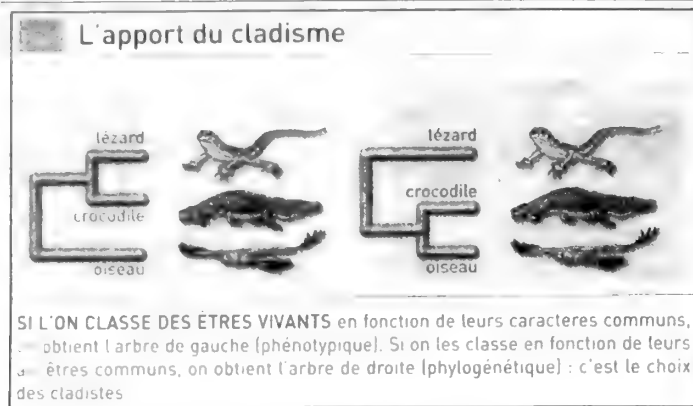 L'apport du cladisme
lézard
crocodile
oiseau
lézard
crocodile
oiseau
SI L'ON CLASSE DES ÊTRES VIVANTS en fonction de leurs caracteres communs,
obtient l arbre de gauche (phénotypique). Si on les classe en fonction de leurs
êtres communs, on obtient l'arbre de droite (phylogénétique) : c'est le choix
des cladistes